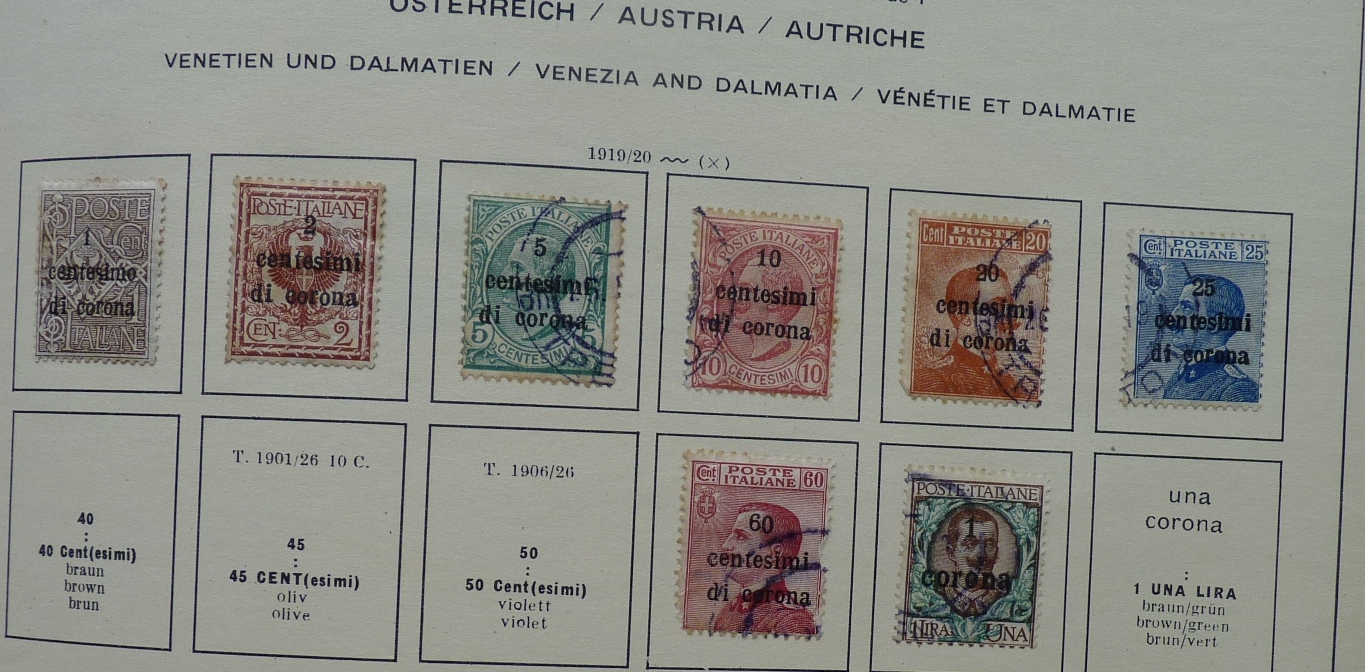 ÖSTERREICH / AUSTRIA / AUTRICHE
VENETIEN UND DALMATIEN / VENEZIA AND DALMATIA / VÉNÉTIE ET DALMATIE
1919/20 (×)
POSTE
Cent
1
centesimo
di corona
ITALIANE
POSTE·ITALIANE
2
centesimi
di corona
CEN: 2
POSTE ITALIANE
5
centesimi
di corona
5
CENTESIMI
POSTE ITALIANE
10
centesimi
di corona
10 CENTESIMI 10
Cent POSTE ITALIANE 20
20
centesimi
di corona
Cent POSTE ITALIANE 25
25
centesimi
di corona
40
:
40 Cent(esimi)
braun
brown
brun
T. 1901/26 10 C.
45
:
45 CENT(esimi)
oliv
olive
T. 1906/26
50
:
50 Cent(esimi)
violett
violet
Cent POSTE ITALIANE 60
60
centesimi
di corona
POSTE·ITALIANE
1
corona
1 LIRA UNA
una
corona
:
1 UNA LIRA
braun/grün
brown/green
brun/vert